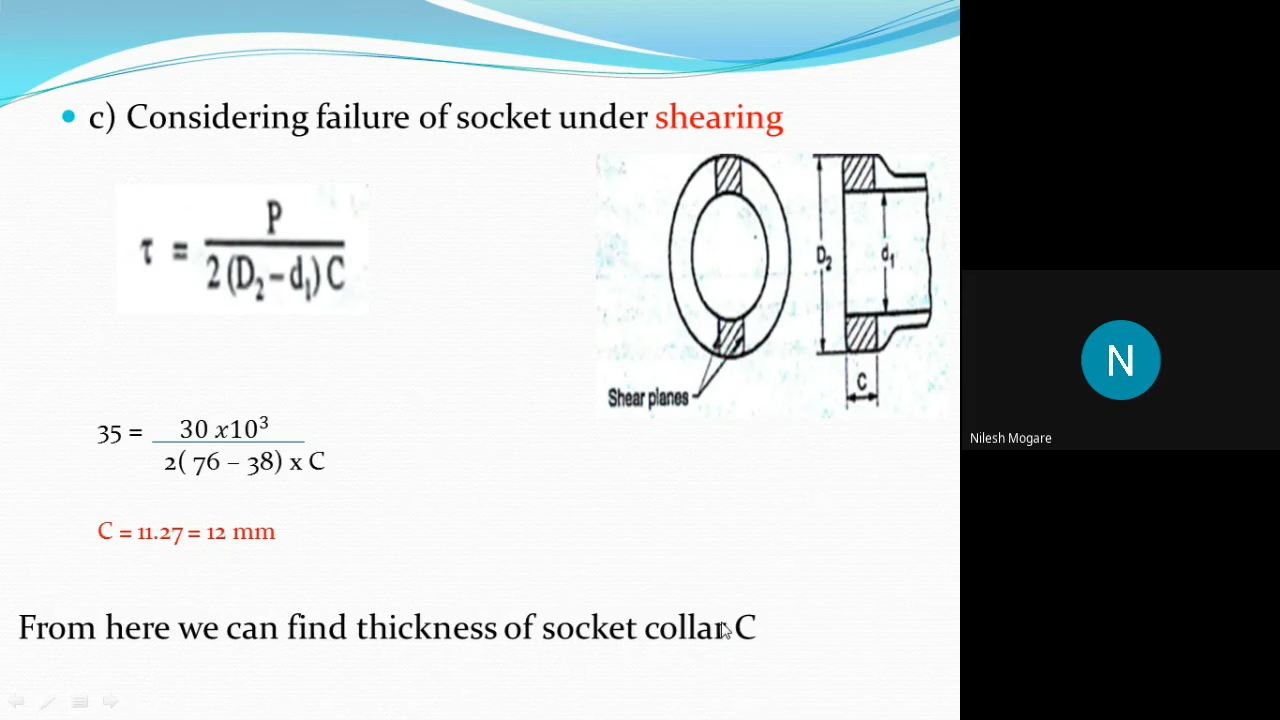 c) Considering failure of socket under shearing
τ = P / 2 (D₂ – d₁) C
D₂
d₁
C
Shear planes
35 = 30 x10³ / 2( 76 – 38) x C
C = 11.27 = 12 mm
From here we can find thickness of socket collar C
N
Nilesh Mogare